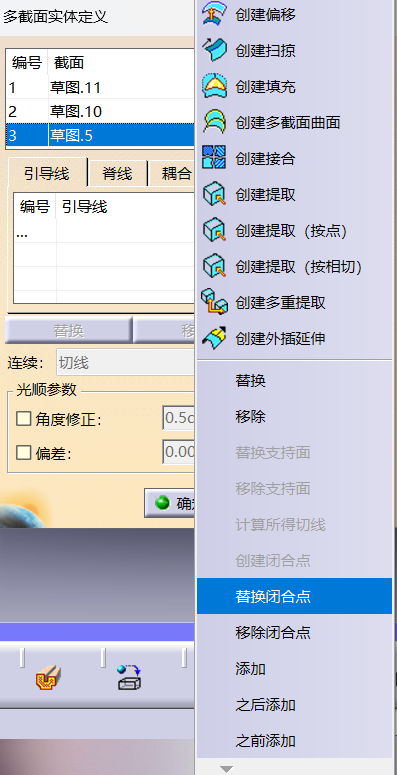 多截面实体定义
编号 截面
1 草图.11
2 草图.10
3 草图.5
引导线 脊线 耦合
编号 引导线
...
替换
连续： 切线
光顺参数
角度修正：
偏差： 0.00
创建偏移
创建扫掠
创建填充
创建多截面曲面
创建接合
创建提取
创建提取（按点）
创建提取（按相切）
创建多重提取
创建外插延伸
替换
移除
替换支持面
移除支持面
计算所得切线
创建闭合点
替换闭合点
移除闭合点
添加
之后添加
之前添加